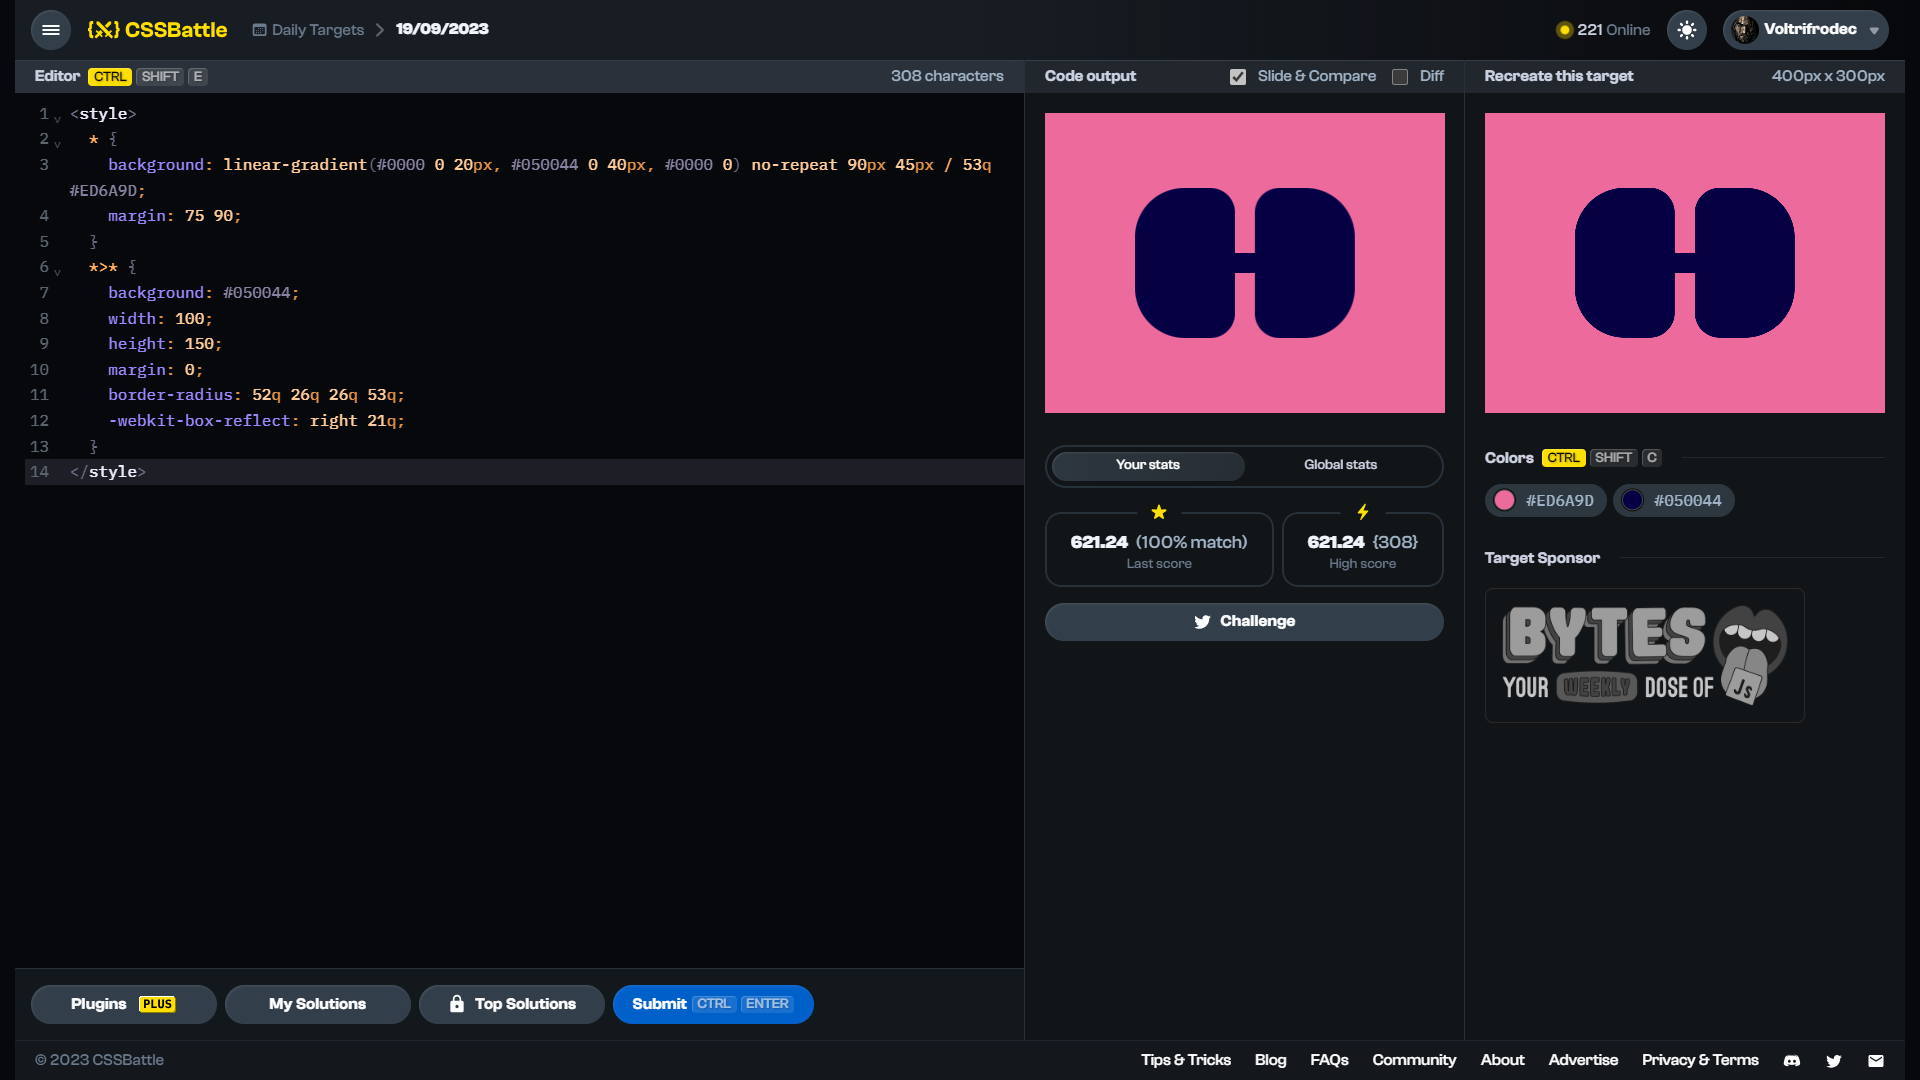 CSSBattle
Daily Targets
19/09/2023
221 Online
Voltrifrodec
Editor CTRL SHIFT E
308 characters
1 <style>
2 * {
3 background: linear-gradient(#0000 0 20px, #050044 0 40px, #0000 0) no-repeat 90px 45px / 53q
#ED6A9D;
4 margin: 75 90;
5 }
6 *>* {
7 background: #050044;
8 width: 100;
9 height: 150;
10 margin: 0;
11 border-radius: 52q 26q 26q 53q;
12 -webkit-box-reflect: right 21q;
13 }
14 </style>
Plugins PLUS
My Solutions
Top Solutions
Submit CTRL ENTER
Code output
Slide & Compare
Diff
Your stats
Global stats
621.24 (100% match)
Last score
621.24 {308}
High score
Challenge
Recreate this target
400px x 300px
Colors CTRL SHIFT C
#ED6A9D
#050044
Target Sponsor
BYTES
YOUR WEEKLY DOSE OF JS
© 2023 CSSBattle
Tips & Tricks
Blog
FAQs
Community
About
Advertise
Privacy & Terms